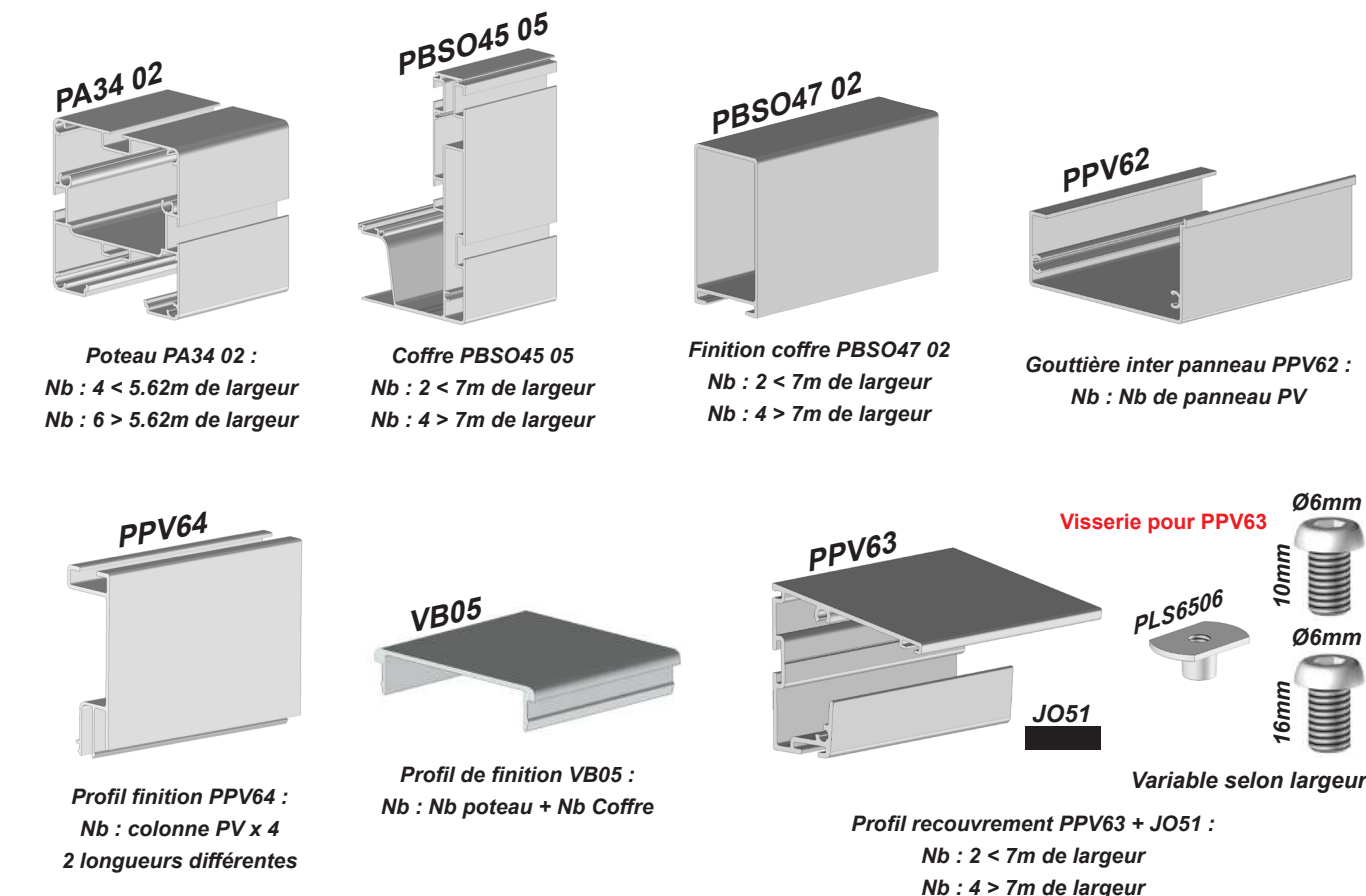 PA34 02
PBSO45 05
PBSO47 02
PPV62
Poteau PA34 02 :
Nb : 4 < 5.62m de largeur
Nb : 6 > 5.62m de largeur
Coffre PBSO45 05
Nb : 2 < 7m de largeur
Nb : 4 > 7m de largeur
Finition coffre PBSO47 02
Nb : 2 < 7m de largeur
Nb : 4 > 7m de largeur
Gouttière inter panneau PPV62 :
Nb : Nb de panneau PV
PPV64
Profil finition PPV64 :
Nb : colonne PV x 4
2 longueurs différentes
VB05
Profil de finition VB05 :
Nb : Nb poteau + Nb Coffre
PPV63
JO51
Visserie pour PPV63
PLS6506
Ø6mm
10mm
Ø6mm
16mm
Variable selon largeur
Profil recouvrement PPV63 + JO51 :
Nb : 2 < 7m de largeur
Nb : 4 > 7m de largeur